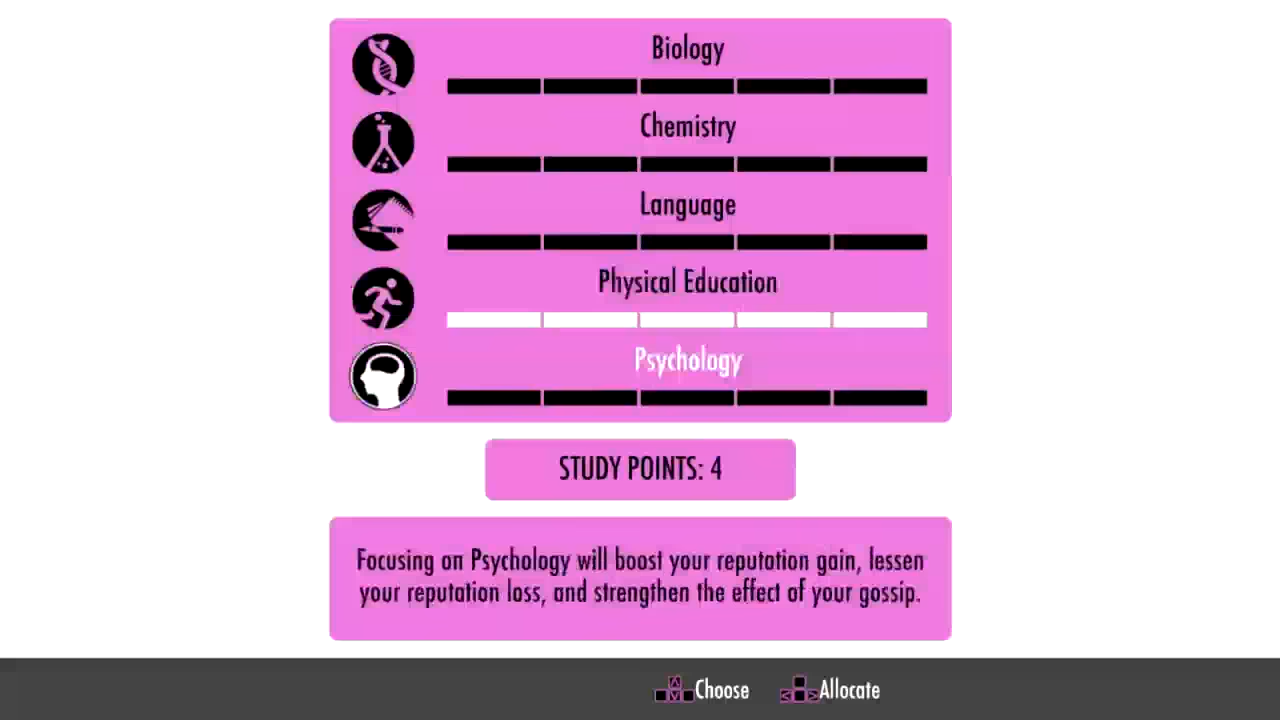 Biology
Chemistry
Language
Physical Education
Psychology
STUDY POINTS: 4
Focusing on Psychology will boost your reputation gain, lessen
your reputation loss, and strengthen the effect of your gossip.
Choose Allocate